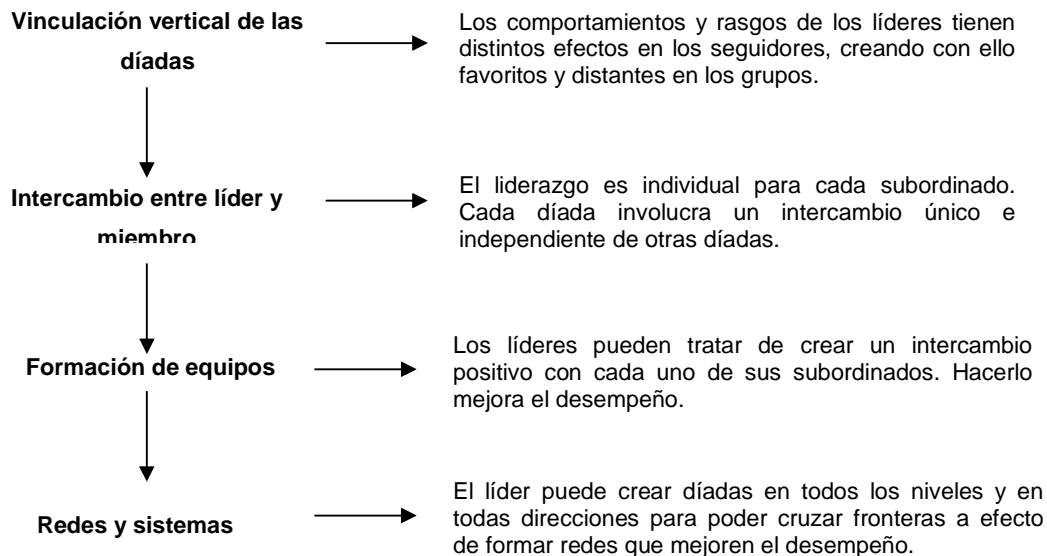 Vinculación vertical de las
díadas
Los comportamientos y rasgos de los líderes tienen
distintos efectos en los seguidores, creando con ello
favoritos y distantes en los grupos.
Intercambio entre líder y
miembro
El liderazgo es individual para cada subordinado.
Cada díada involucra un intercambio único e
independiente de otras díadas.
Formación de equipos
Los líderes pueden tratar de crear un intercambio
positivo con cada uno de sus subordinados. Hacerlo
mejora el desempeño.
Redes y sistemas
El líder puede crear díadas en todos los niveles y en
todas direcciones para poder cruzar fronteras a efecto
de formar redes que mejoren el desempeño.